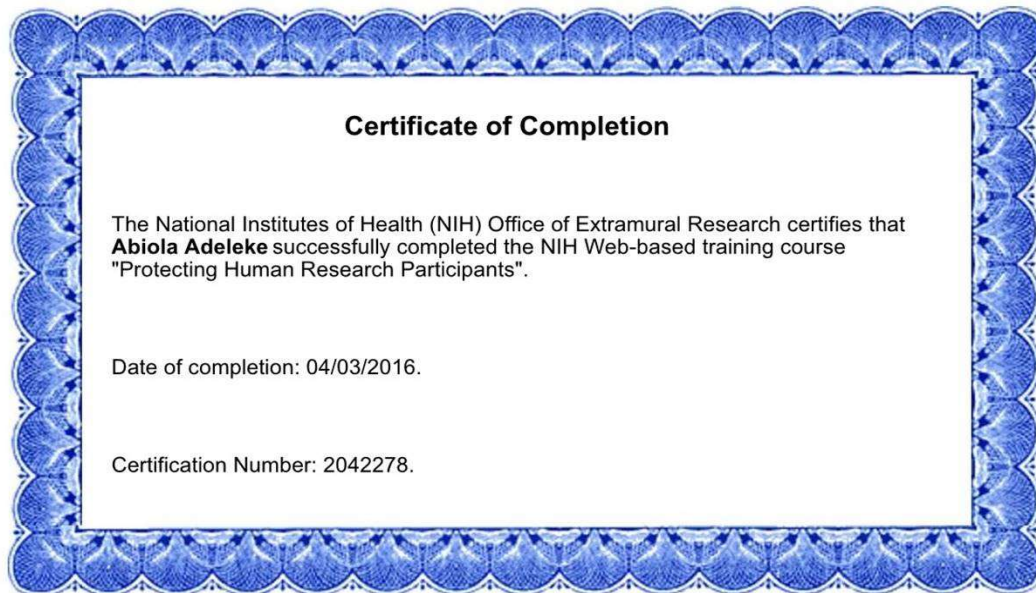 Certificate of Completion
The National Institutes of Health (NIH) Office of Extramural Research certifies that
Abiola Adeleke successfully completed the NIH Web-based training course
"Protecting Human Research Participants".
Date of completion: 04/03/2016.
Certification Number: 2042278.